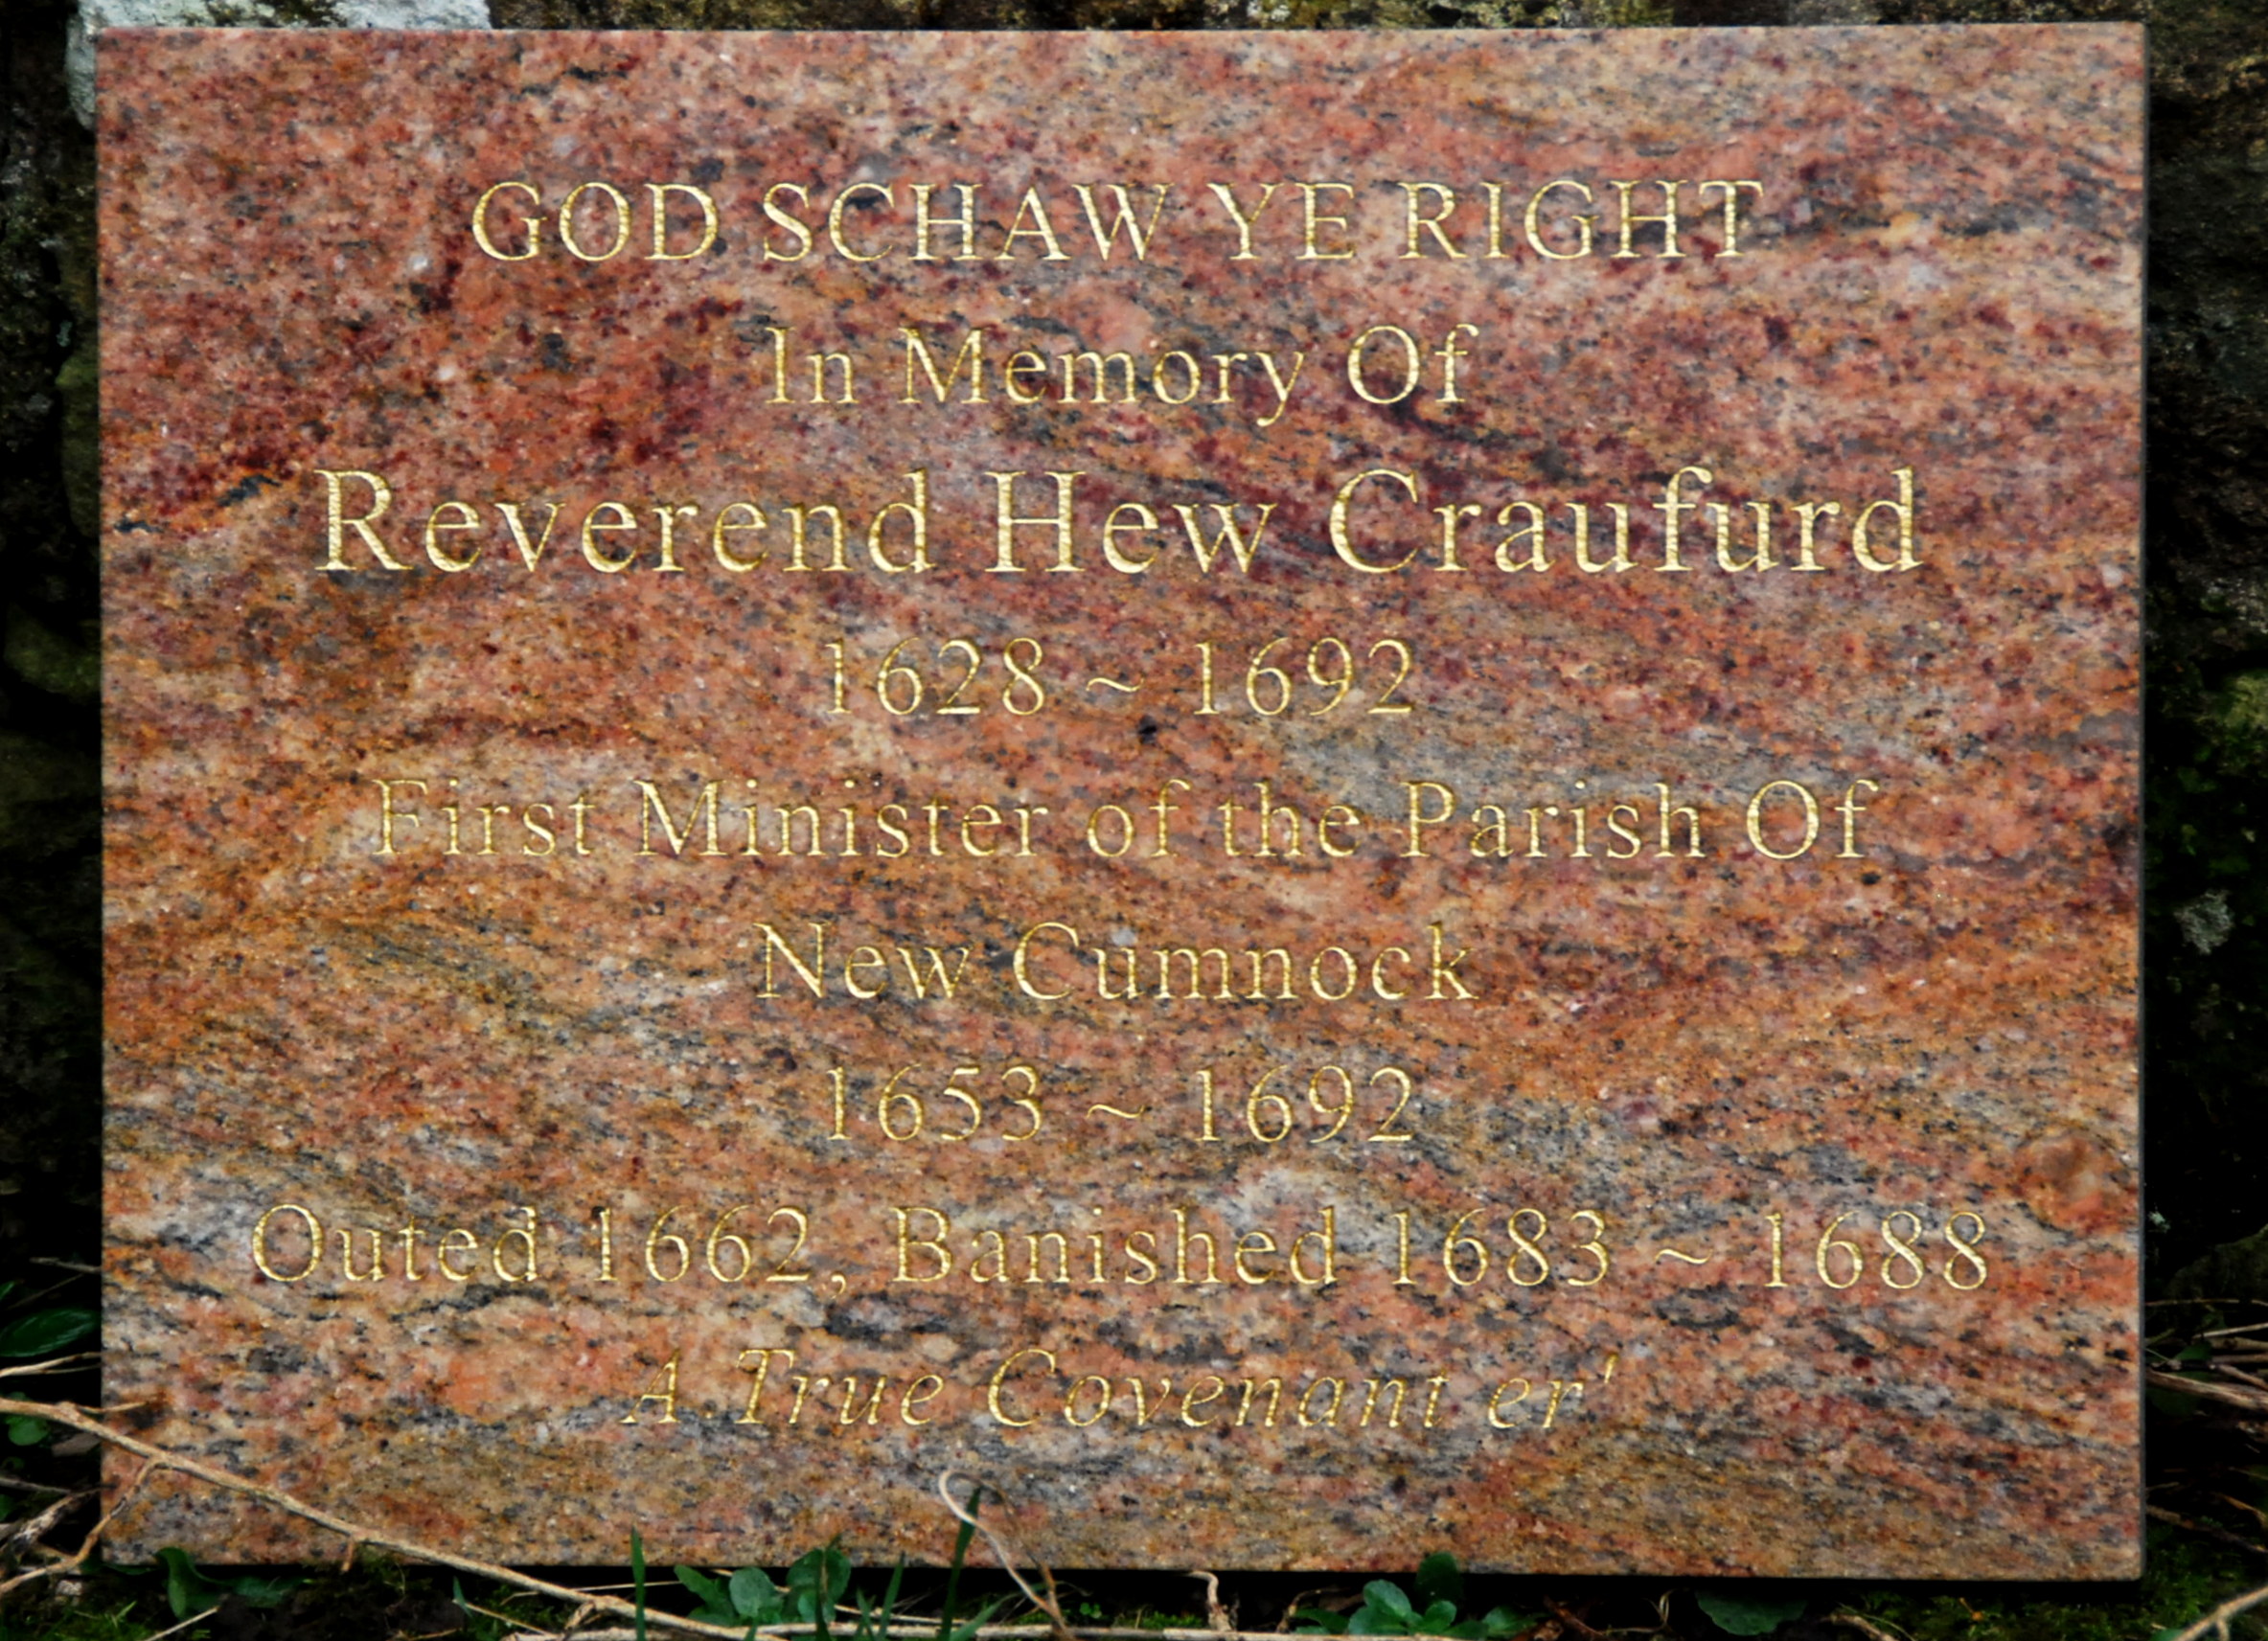 GOD SCHAW YE RIGHT
In Memory Of
Reverend Hew Craufurd
1628 ~ 1692
First Minister of the Parish Of
New Cumnock
1653 ~ 1692
Outed 1662, Banished 1683 ~ 1688
A True Covenant er'